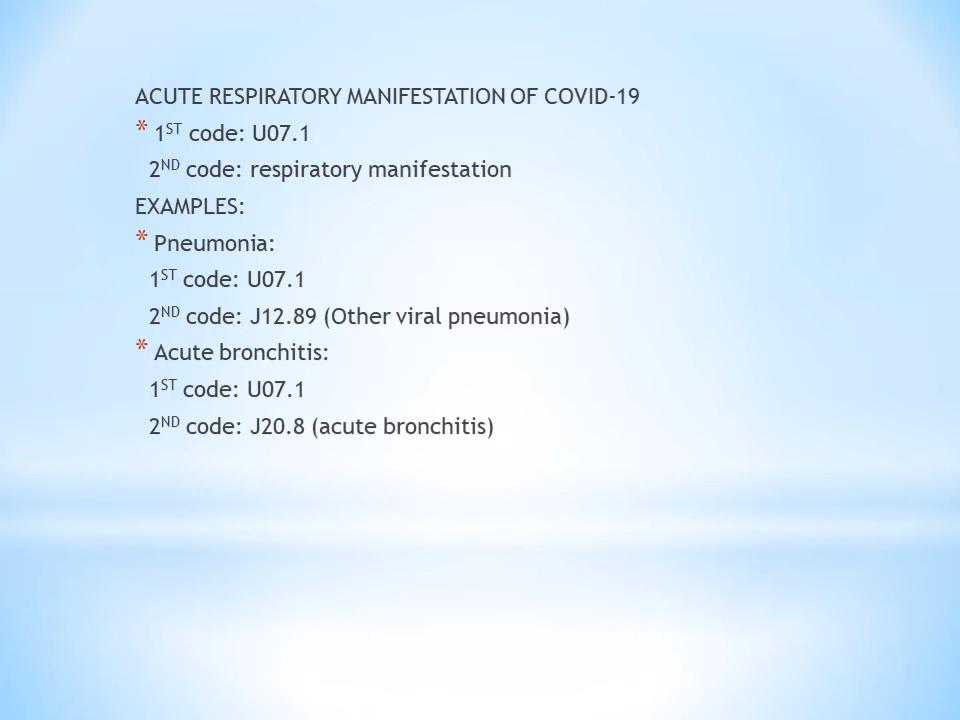 ACUTE RESPIRATORY MANIFESTATION OF COVID-19
* 1ST code: U07.1
2ND code: respiratory manifestation
EXAMPLES:
* Pneumonia:
1ST code: U07.1
2ND code: J12.89 (Other viral pneumonia)
* Acute bronchitis:
1ST code: U07.1
2ND code: J20.8 (acute bronchitis)